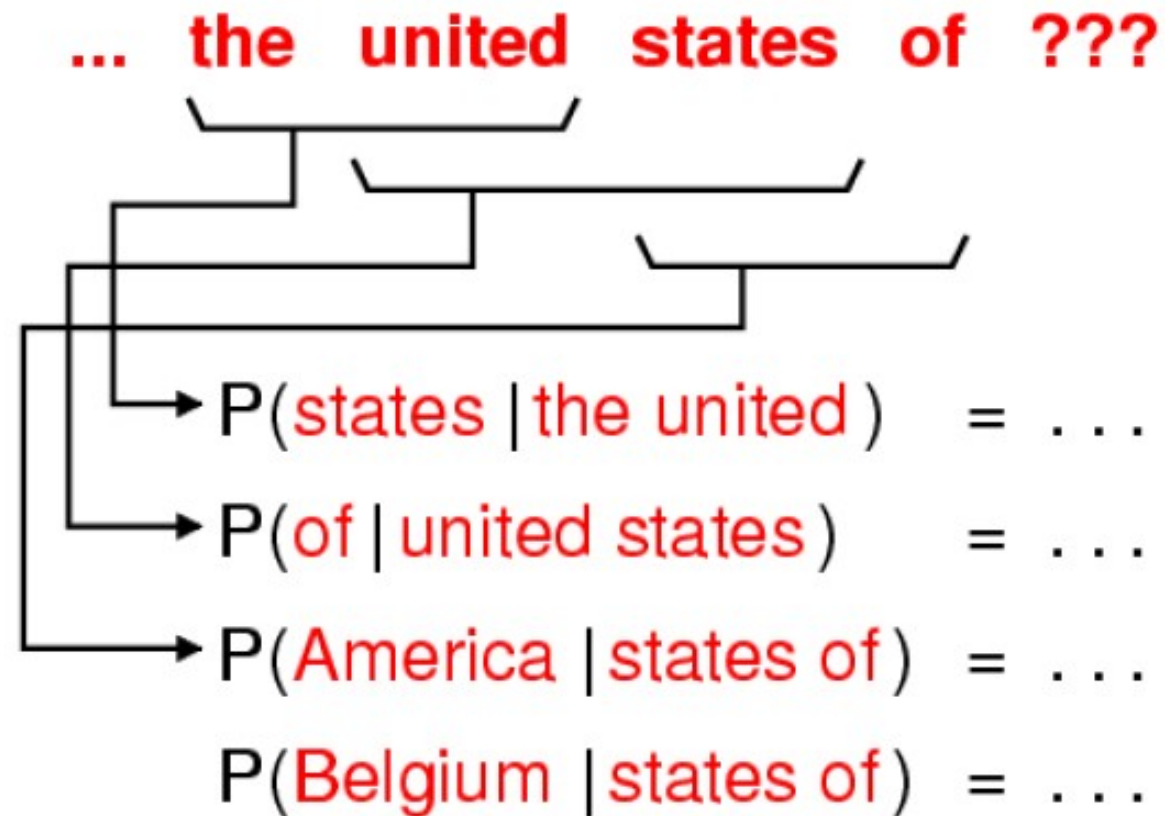 ... the united states of ???
P(states | the united) = ...
P(of | united states) = ...
P(America | states of) = ...
P(Belgium | states of) = ...